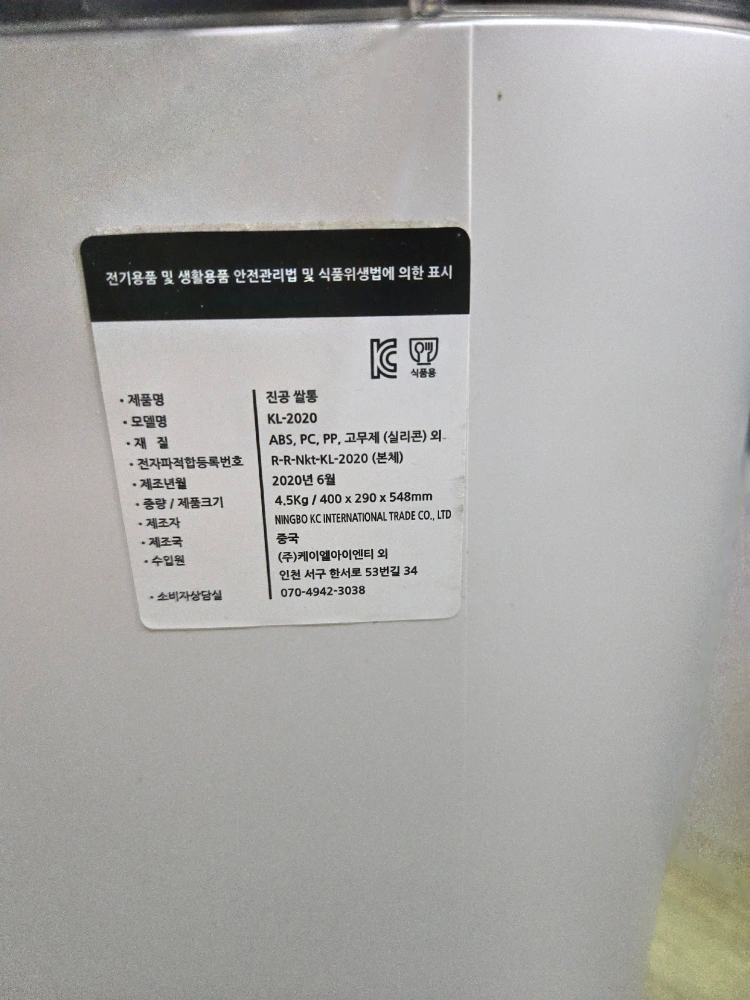 전기용품 및 생활용품 안전관리법 및 식품위생법에 의한 표시
식품용
· 제품명 진공 쌀통
· 모델명 KL-2020
· 재 질 ABS, PC, PP, 고무제 (실리콘) 외
· 전자파적합등록번호 R-R-Nkt-KL-2020 (본체)
· 제조년월 2020년 6월
· 중량 / 제품크기 4.5Kg / 400 x 290 x 548mm
· 제조자 NINGBO KC INTERNATIONAL TRADE CO., LTD
· 제조국 중국
· 수입원 (주)케이엘아이엔티 외
인천 서구 한서로 53번길 34
· 소비자상담실 070-4942-3038